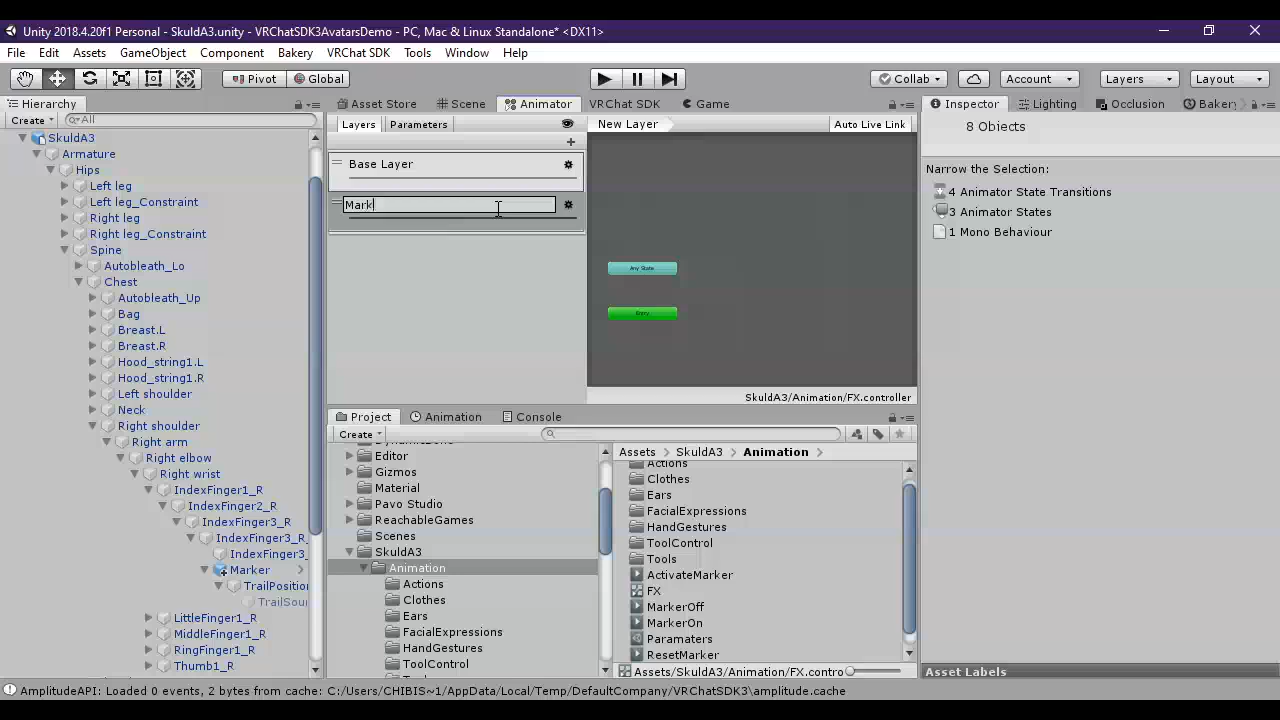 Unity 2018.4.20f1 Personal - SkuldA3.unity - VRChatSDK3AvatarsDemo - PC, Mac & Linux Standalone* <DX11>
File Edit Assets GameObject Component Bakery VRChat SDK Tools Window Help
Pivot Global Collab Account Layers Layout
Hierarchy
Create All
SkuldA3
Armature
Hips
Left leg
Left leg_Constraint
Right leg
Right leg_Constraint
Spine
Autobleath_Lo
Chest
Autobleath_Up
Bag
Breast.L
Breast.R
Hood_string1.L
Hood_string1.R
Left shoulder
Neck
Right shoulder
Right arm
Right elbow
Right wrist
IndexFinger1_R
IndexFinger2_R
IndexFinger3_R
IndexFinger3_R_
IndexFinger3_
Marker
TrailPosition
TrailSou
LittleFinger1_R
MiddleFinger1_R
RingFinger1_R
Thumb1_R
Asset Store Scene Animator VRChat SDK Game
Layers Parameters New Layer Auto Live Link
Base Layer
Mark
Any State
Entry
SkuldA3/Animation/FX.controller
Project Animation Console
Create
Editor
Gizmos
Material
Pavo Studio
ReachableGames
Scenes
SkuldA3
Animation
Actions
Clothes
Ears
FacialExpressions
HandGestures
ToolControl
Assets SkuldA3 Animation
Actions
Clothes
Ears
FacialExpressions
HandGestures
ToolControl
Tools
ActivateMarker
FX
MarkerOff
MarkerOn
Paramaters
ResetMarker
Assets/SkuldA3/Animation/FX.contro
Inspector Lighting Occlusion Bakery
8 Objects
Narrow the Selection:
4 Animator State Transitions
3 Animator States
1 Mono Behaviour
Asset Labels
AmplitudeAPI: Loaded 0 events, 2 bytes from cache: C:/Users/CHIBIS~1/AppData/Local/Temp/DefaultCompany/VRChatSDK3\amplitude.cache